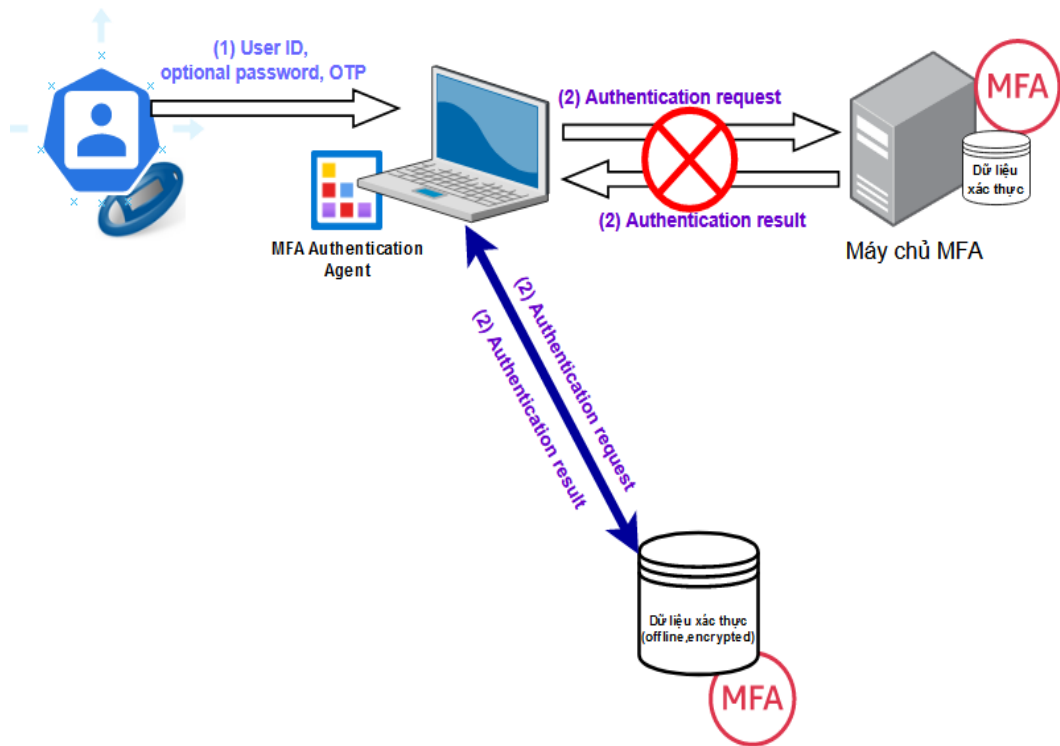 (1) User ID,
optional password, OTP
(2) Authentication request
MFA
Dữ liệu
xác thực
(2) Authentication result
MFA Authentication
Agent
Máy chủ MFA
(2) Authentication request
(2) Authentication result
Dữ liệu xác thực
(offline,encrypted)
MFA